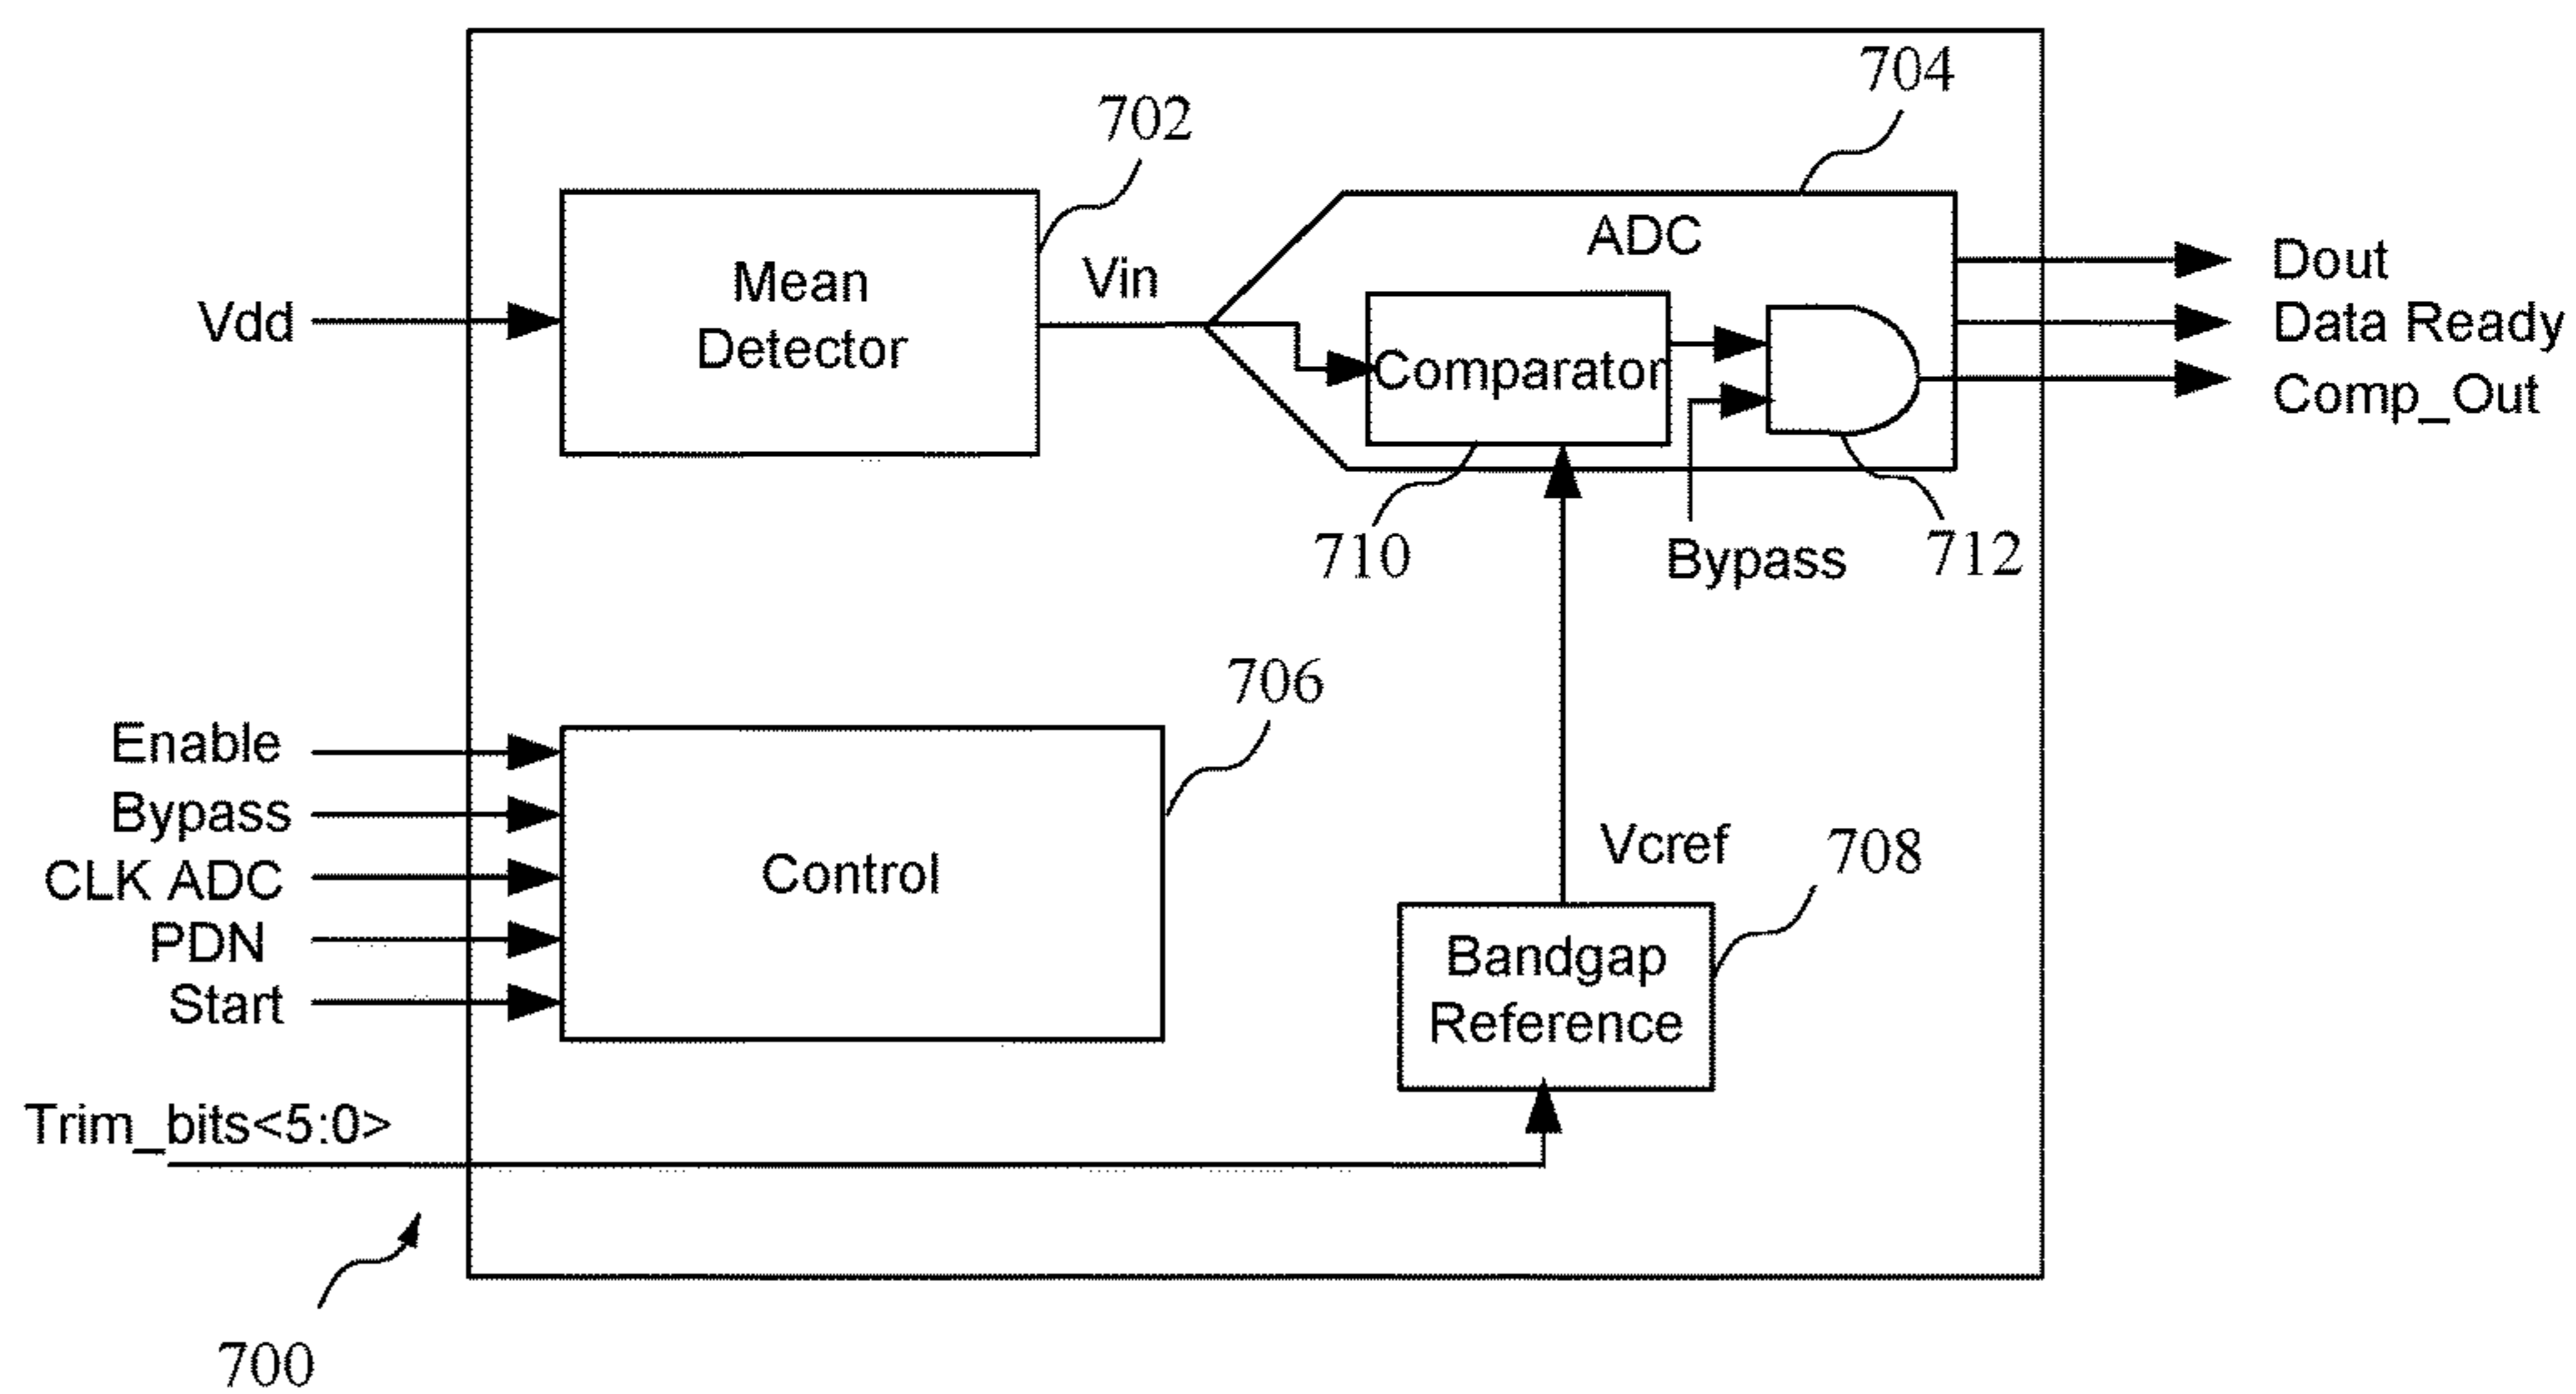 704
702
ADC
Mean
Detector
Vin
Vdd
Comparator
Dout
Data Ready
Comp_Out
710
Bypass
712
706
Enable
Bypass
CLK ADC
PDN
Start
Control
Vcref
708
Bandgap
Reference
Trim_bits<5:0>
700